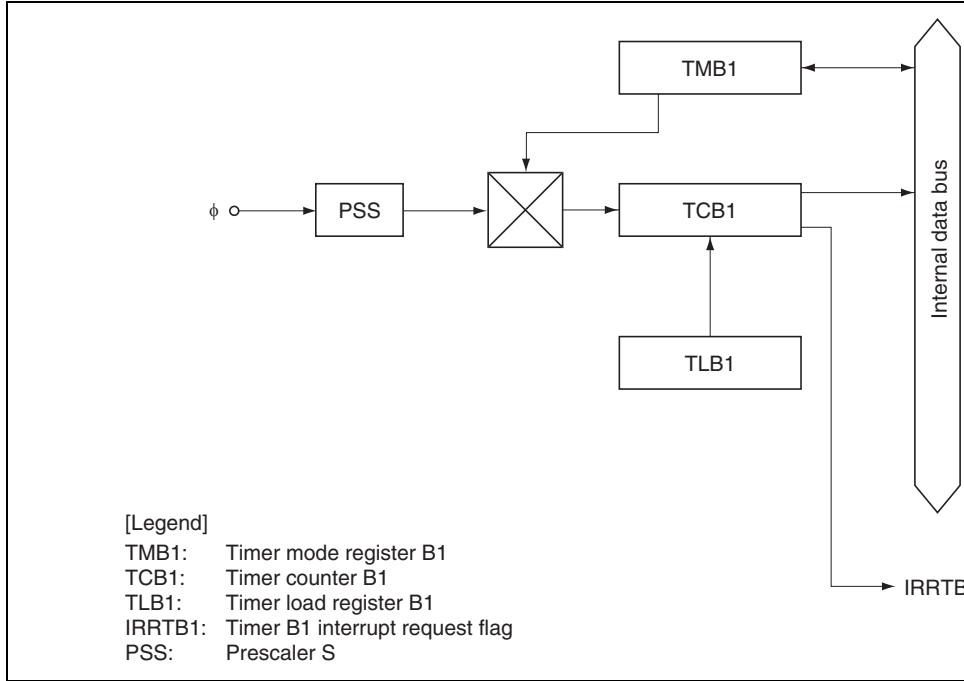 TMB1
φ
PSS
TCB1
TLB1
Internal data bus
IRRTB
[Legend]
TMB1: Timer mode register B1
TCB1: Timer counter B1
TLB1: Timer load register B1
IRRTB1: Timer B1 interrupt request flag
PSS: Prescaler S